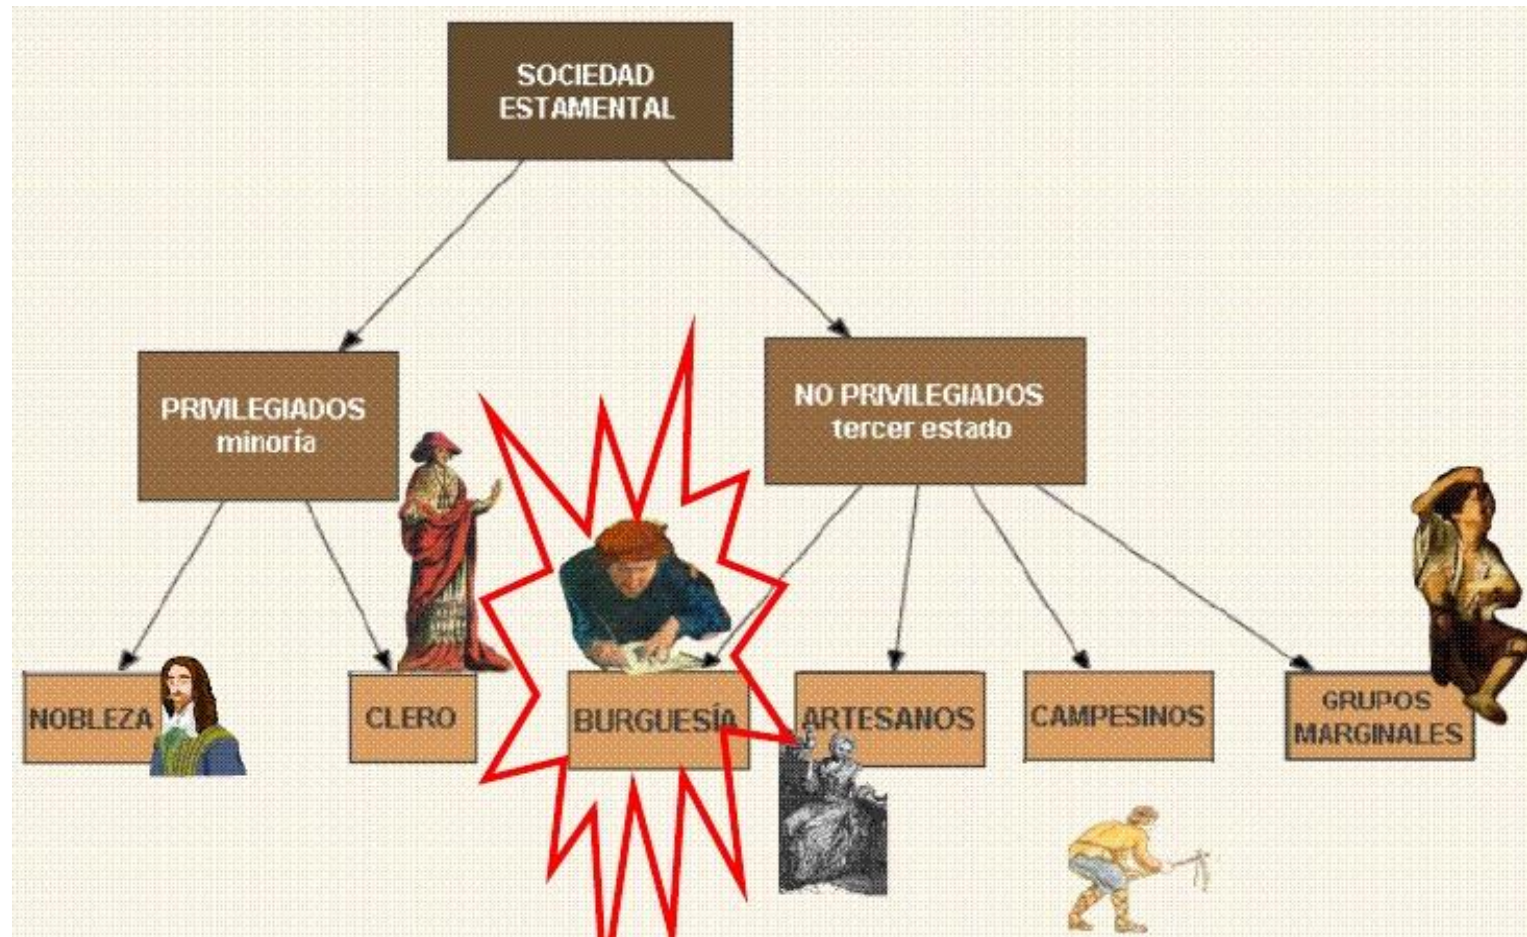 SOCIEDAD
ESTAMENTAL
PRIVILEGIADOS
minoría
NO PRIVILEGIADOS
tercer estado
NOBLEZA
CLERO
BURGUESÍA
ARTESANOS
CAMPESINOS
GRUPOS
MARGINALES